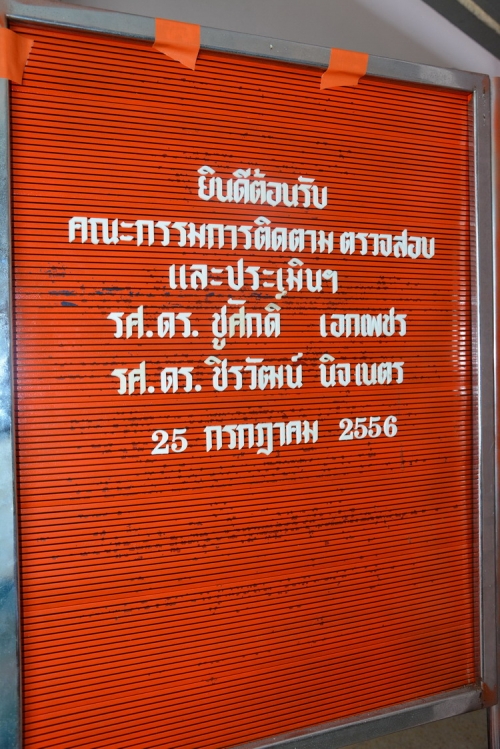 ยินดีต้อนรับ
คณะกรรมการติดตาม ตรวจสอบ
และประเมินฯ
รศ.ดร. ชูศักดิ์ เอกเพชร
รศ.ดร. ชิรวัฒน์ นิจเนตร
25 กรกฎาคม 2556